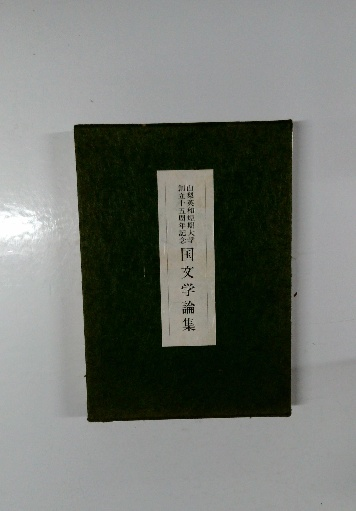 山梨英和短期大学
創立十五周年記念
国文学論集